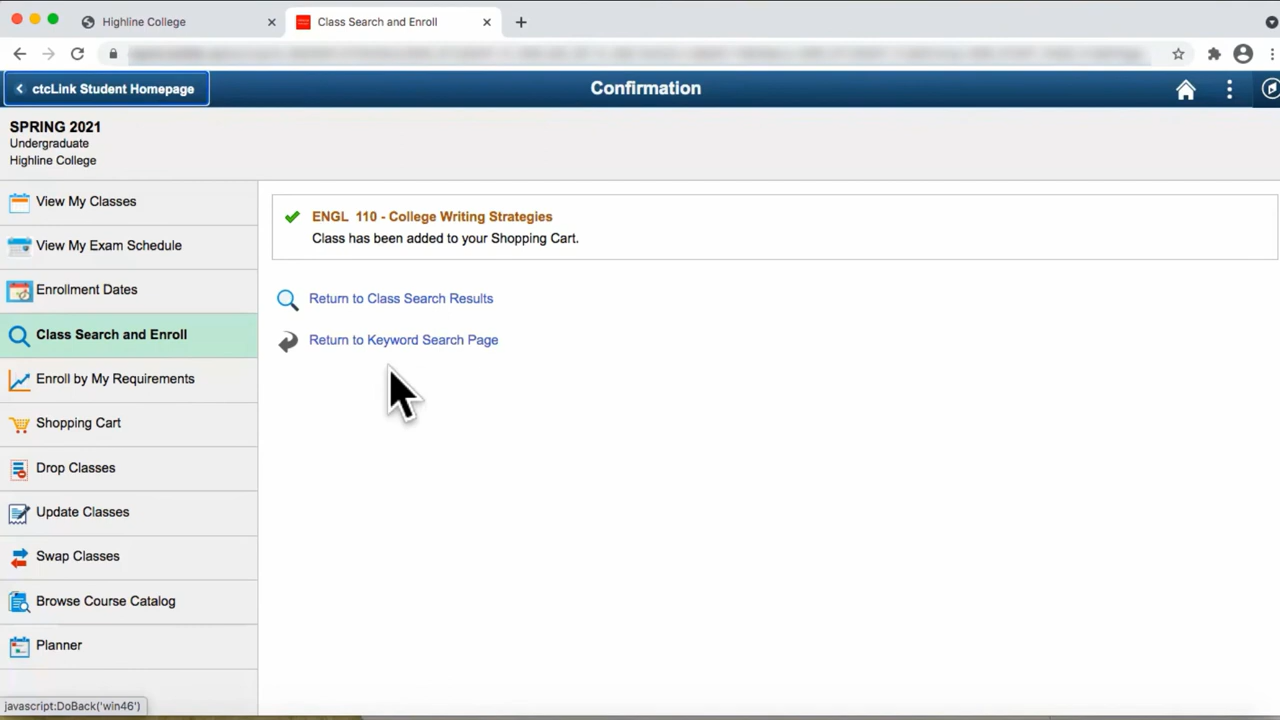 Highline College
Class Search and Enroll
ctcLink Student Homepage
Confirmation
SPRING 2021
Undergraduate
Highline College
View My Classes
View My Exam Schedule
Enrollment Dates
Class Search and Enroll
Enroll by My Requirements
Shopping Cart
Drop Classes
Update Classes
Swap Classes
Browse Course Catalog
Planner
ENGL 110 - College Writing Strategies
Class has been added to your Shopping Cart.
Return to Class Search Results
Return to Keyword Search Page
javascript:DoBack('win46')